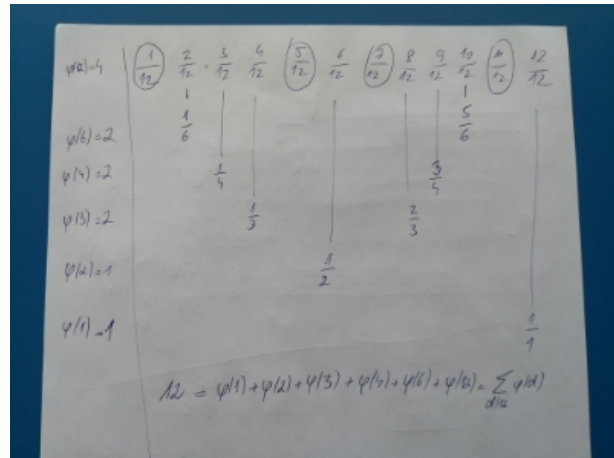 φ(12)=4 1/12 2/12 3/12 4/12 5/12 6/12 7/12 8/12 9/12 10/12 11/12 12/12
φ(6)=2 1/6 5/6
φ(4)=2 1/4 3/4
φ(3)=2 1/3 2/3
φ(2)=1 1/2
φ(1)=1 1/1
12 = φ(1)+φ(2)+φ(3)+φ(4)+φ(6)+φ(12) = ∑ d|12 φ(d)